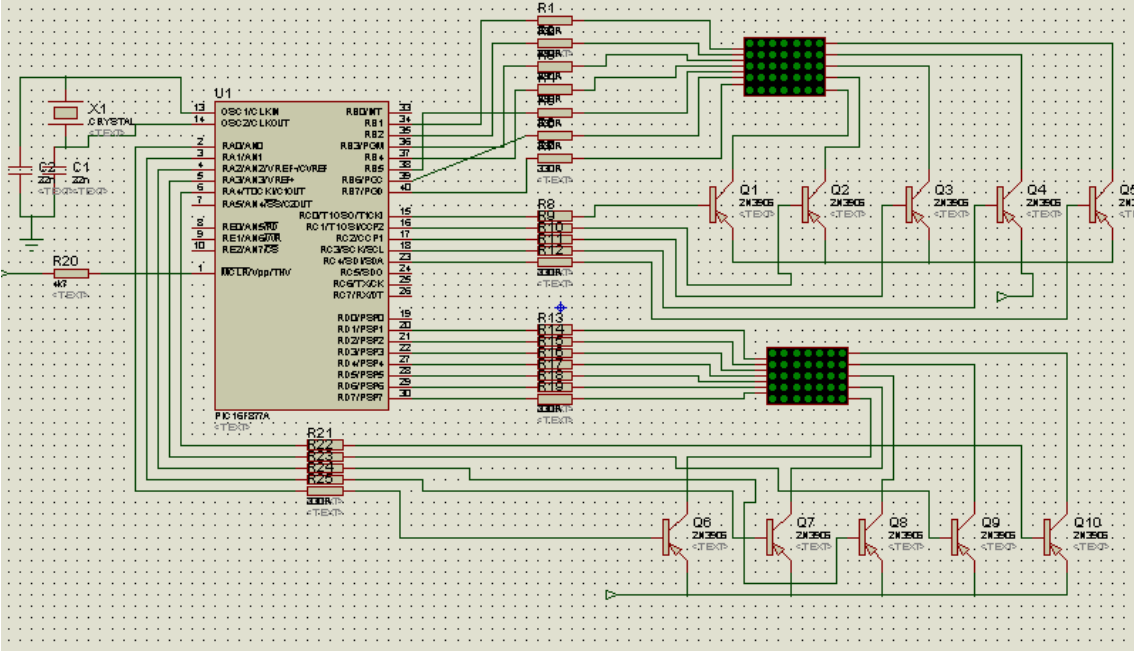 R1
330R
<TEXT>
U1
X1
CRYSTAL
<TEXT>
C2
22n
<TEXT>
C1
22n
<TEXT>
13 OSC1/CLKIN
14 OSC2/CLKOUT
2 RA0/AN0
3 RA1/AN1
4 RA2/AN2/VREF-/CVREF
5 RA3/AN3/VREF+
6 RA4/T0CKI/C1OUT
7 RA5/AN4/SS/C2OUT
8 RE0/AN5/RD
9 RE1/AN6/WR
10 RE2/AN7/CS
1 MCLR/Vpp/THV
RB0/INT 33
RB1 34
RB2 35
RB3/PGM 36
RB4 37
RB5 38
RB6/PGC 39
RB7/PGD 40
RC0/T1OSO/T1CKI 15
RC1/T1OSI/CCP2 16
RC2/CCP1 17
RC3/SCK/SCL 18
RC4/SDI/SDA 23
RC5/SDO 24
RC6/TX/CK 25
RC7/RX/DT 26
RD0/PSP0 19
RD1/PSP1 20
RD2/PSP2 21
RD3/PSP3 22
RD4/PSP4 27
RD5/PSP5 28
RD6/PSP6 29
RD7/PSP7 30
PIC16F877A
<TEXT>
R20
4k7
<TEXT>
R8
R9
R10
R11
R12
330R
<TEXT>
Q1
2N3906
<TEXT>
Q2
2N3906
<TEXT>
Q3
2N3906
<TEXT>
Q4
2N3906
<TEXT>
Q5
R13
R14
R15
R16
R17
R18
R19
330R
<TEXT>
R21
R22
R23
R24
R25
330R
<TEXT>
Q6
2N3906
<TEXT>
Q7
2N3906
<TEXT>
Q8
2N3906
<TEXT>
Q9
2N3906
<TEXT>
Q10
2N3906
<TEXT>